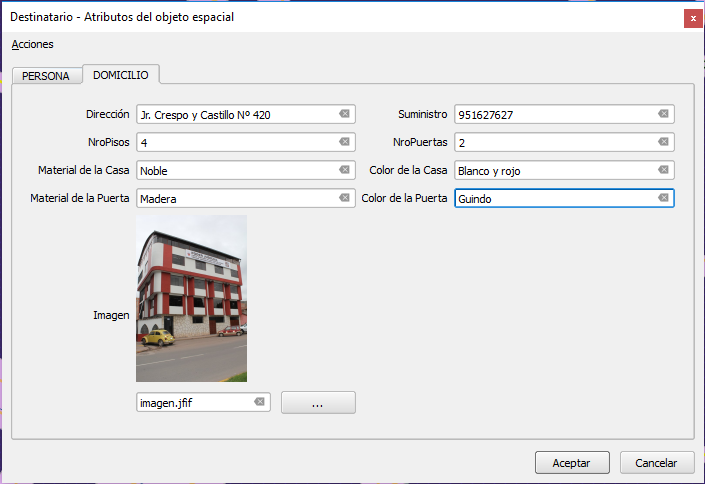 Destinatario - Atributos del objeto espacial
x
Acciones
PERSONA DOMICILIO
Dirección Jr. Crespo y Castillo Nº 420 Suministro 951627627
NroPisos 4 NroPuertas 2
Material de la Casa Noble Color de la Casa Blanco y rojo
Material de la Puerta Madera Color de la Puerta Guindo
Imagen
imagen.jfif ...
Aceptar Cancelar